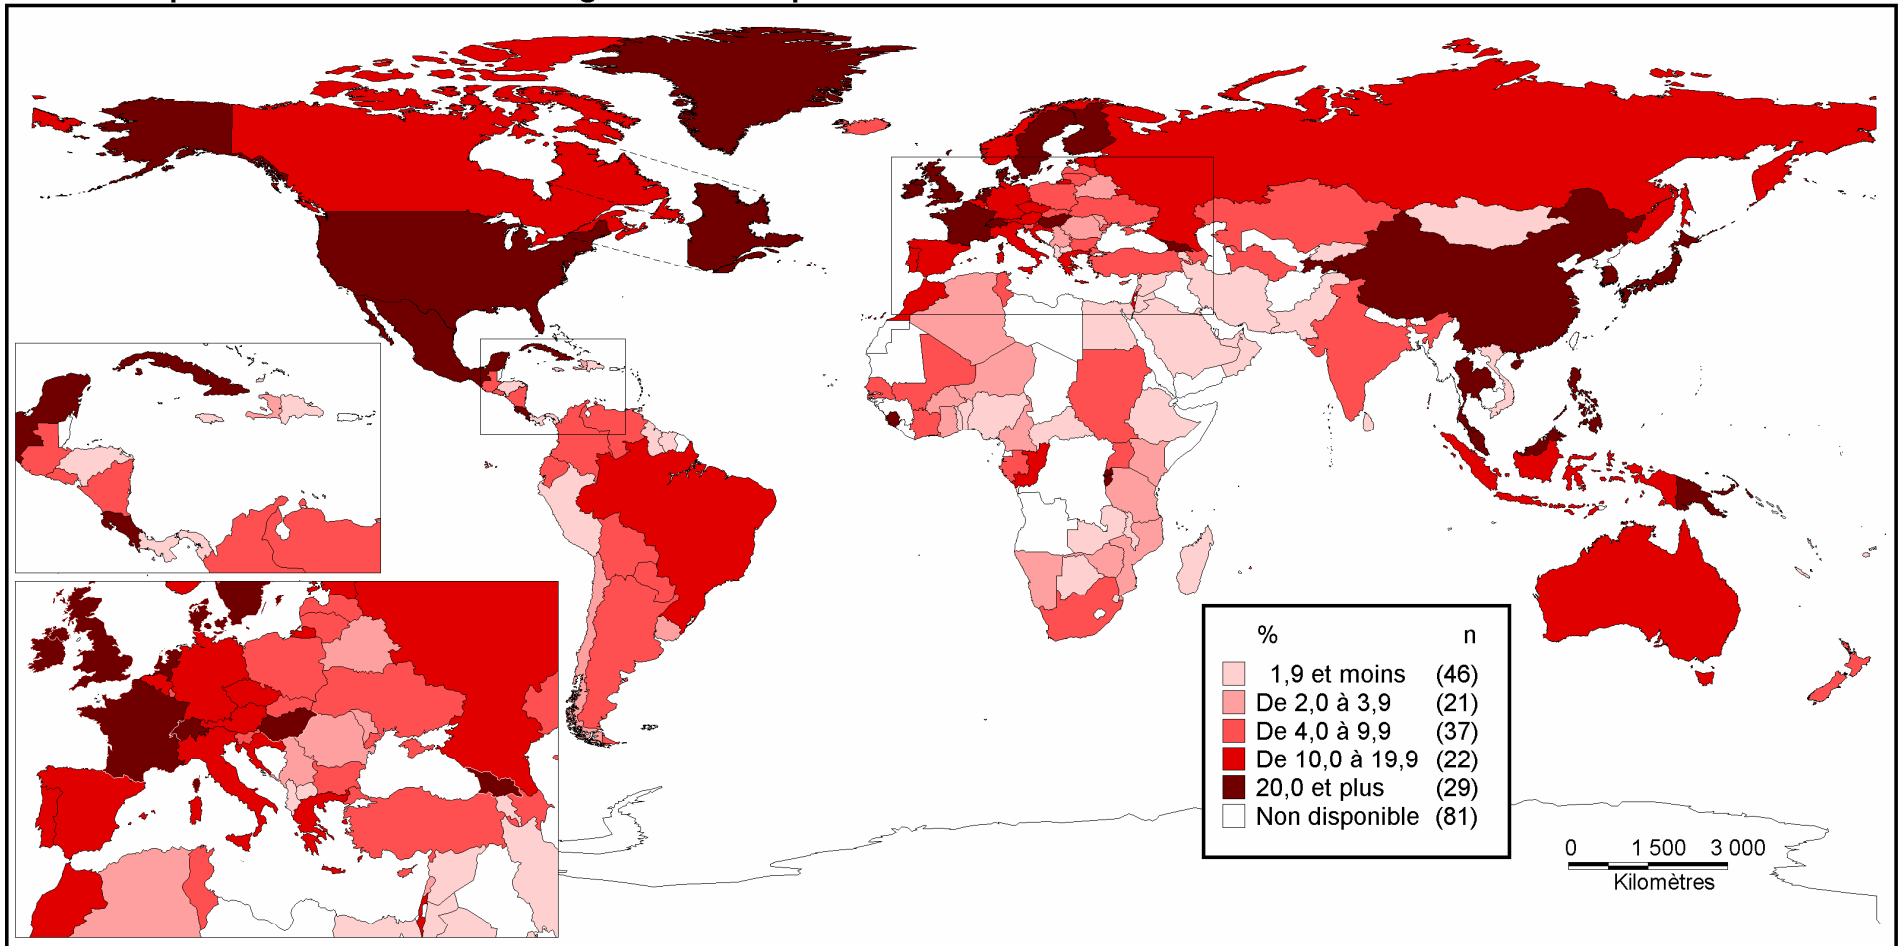 % n
1,9 et moins (46)
De 2,0 à 3,9 (21)
De 4,0 à 9,9 (37)
De 10,0 à 19,9 (22)
20,0 et plus (29)
Non disponible (81)
0 1 500 3 000
Kilomètres